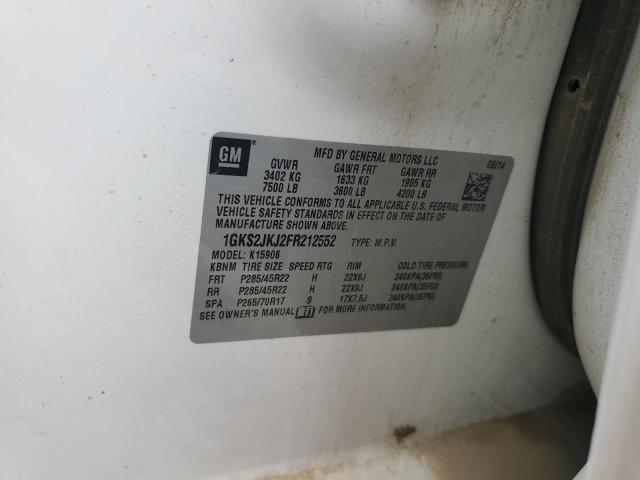 GM
MFD BY GENERAL MOTORS LLC 08/14
GVWR GAWR FRT GAWR RR
3402 KG 1633 KG 1905 KG
7500 LB 3600 LB 4200 LB
THIS VEHICLE CONFORMS TO ALL APPLICABLE U.S. FEDERAL MOTOR
VEHICLE SAFETY STANDARDS IN EFFECT ON THE DATE OF
MANUFACTURE SHOWN ABOVE.
1GKS2JKJ2FR212552 TYPE: M.P.V.
MODEL: K15906
KBNM TIRE SIZE SPEED RTG RIM COLD TIRE PRESSURE
FRT P285/45R22 H 22X9J 240KPA(35PSI)
RR P285/45R22 H 22X9J 240KPA(35PSI)
SPA P265/70R17 S 17X7.5J 240KPA(35PSI)
SEE OWNER'S MANUAL FOR MORE INFORMATION.